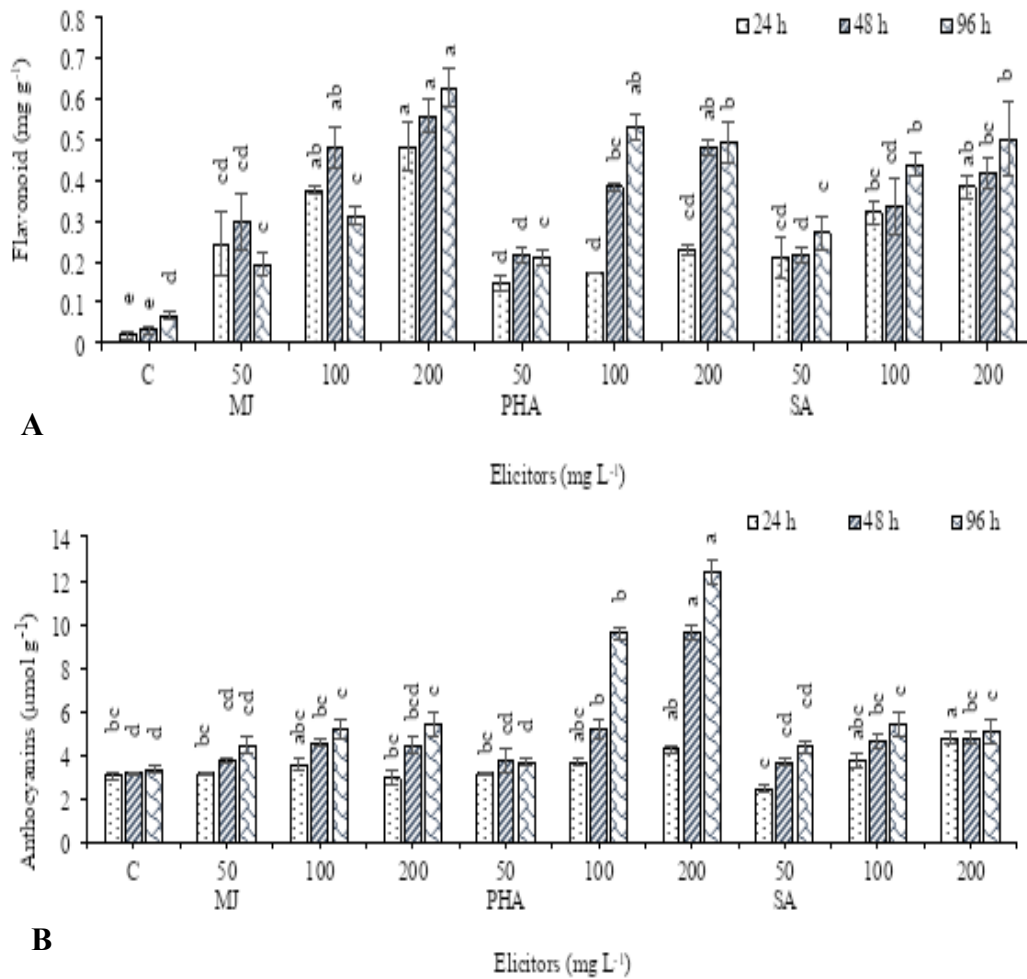 0.8
24 h 48 h 96 h
0.7
0.6
0.5
0.4
0.3
0.2
0.1
0
Flavonoid (mg g⁻¹)
e e d cd cd c ab ab c a a a d d c d bc ab cd ab b cd d c bc cd b ab bc b
C 50 100 200 50 100 200 50 100 200
MJ PHA SA
A
Elicitors (mg L⁻¹)
24 h 48 h 96 h
14
12
10
8
6
4
2
0
Anthocyanins (µmol g⁻¹)
bc d d bc cd cd abc bc c bc bcd c bc cd d abc b b ab a a c cd cd abc bc c a bc c
C 50 100 200 50 100 200 50 100 200
MJ PHA SA
B
Elicitors (mg L⁻¹)